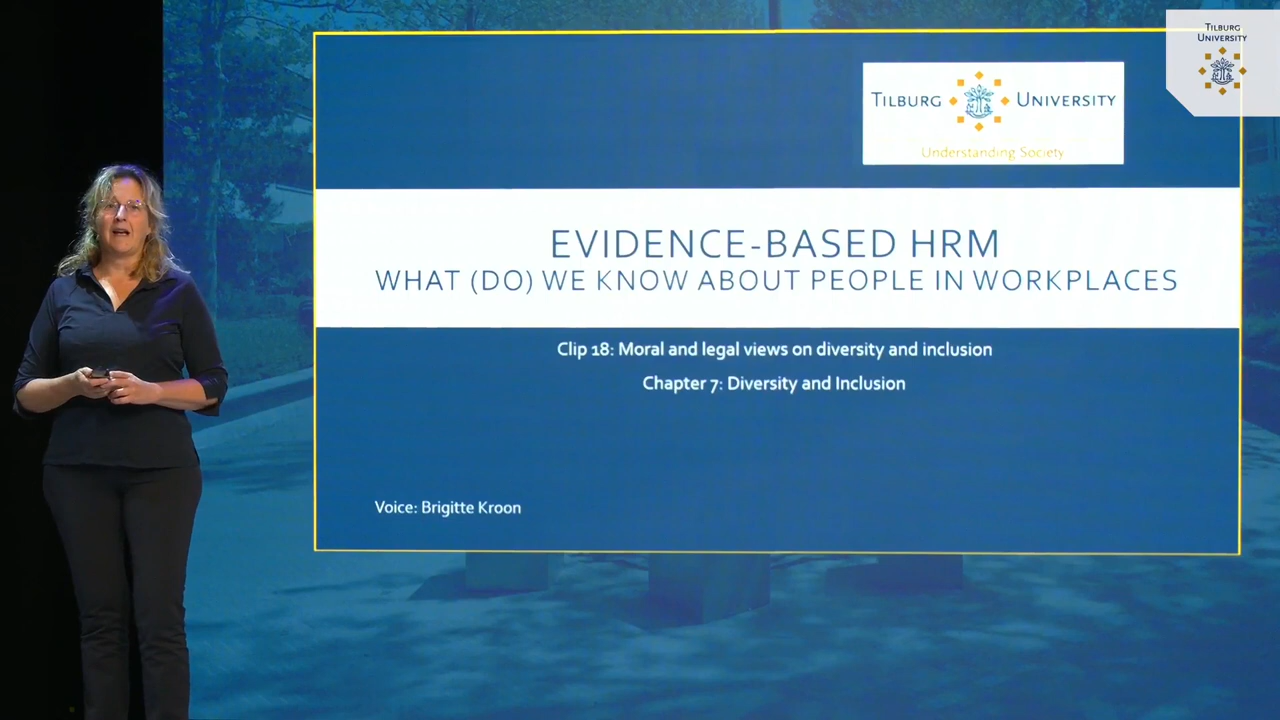 TILBURG
UNIVERSITY
TILBURG UNIVERSITY
Understanding Society
EVIDENCE-BASED HRM
WHAT (DO) WE KNOW ABOUT PEOPLE IN WORKPLACES
Clip 18: Moral and legal views on diversity and inclusion
Chapter 7: Diversity and Inclusion
Voice: Brigitte Kroon